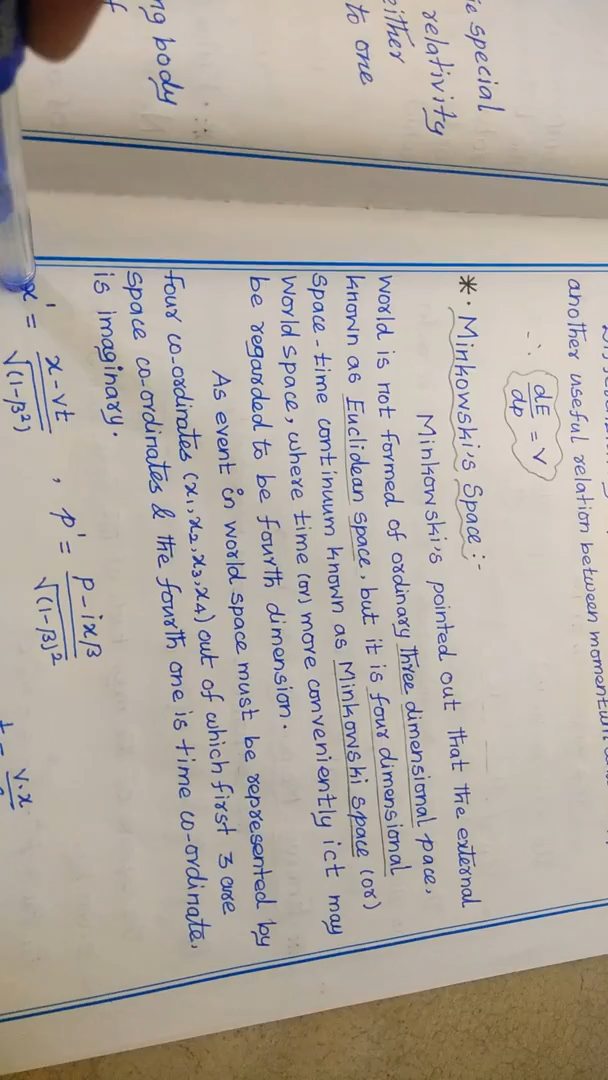 ie special
relativity
either
to one
ng body
another useful relation between momentum
∴ dE/dp = v
*. Minkowski's Space :-
Minkowski's pointed out that the external
world is not formed of ordinary three dimensional pace,
known as Euclidean space, but it is four dimensional
space-time continuum known as Minkowski space (or)
World space, where time (or) more conveniently ict may
be regarded to be fourth dimension.
As event in world space must be represented by
four co-ordinates (x1, x2, x3, x4) out of which first 3 are
space co-ordinates & the fourth one is time co-ordinate,
is imaginary.
x' = x-vt/√(1-β²) , p' = p-ixβ/√(1-β)²
v·x